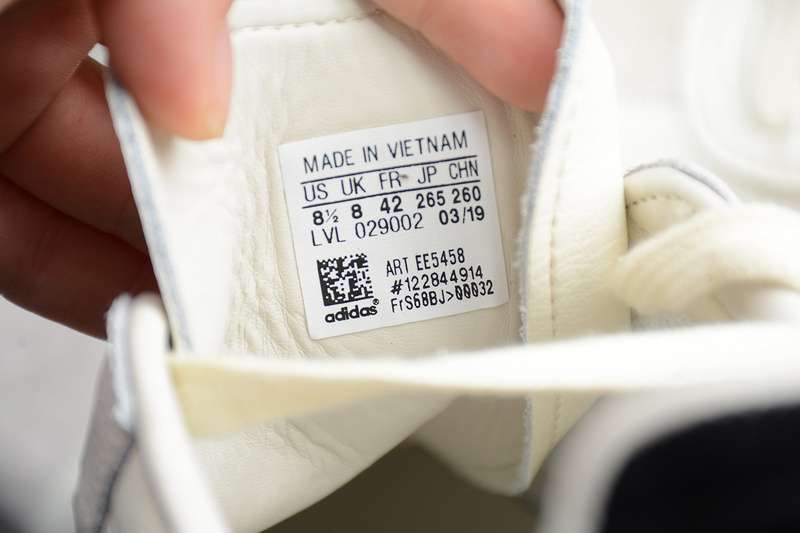 MADE IN VIETNAM
US UK FR JP CHN
8½ 8 42 265 260
LVL 029002 03/19
ART EE5458
#122844914
FrS68BJ>00032
adidas®